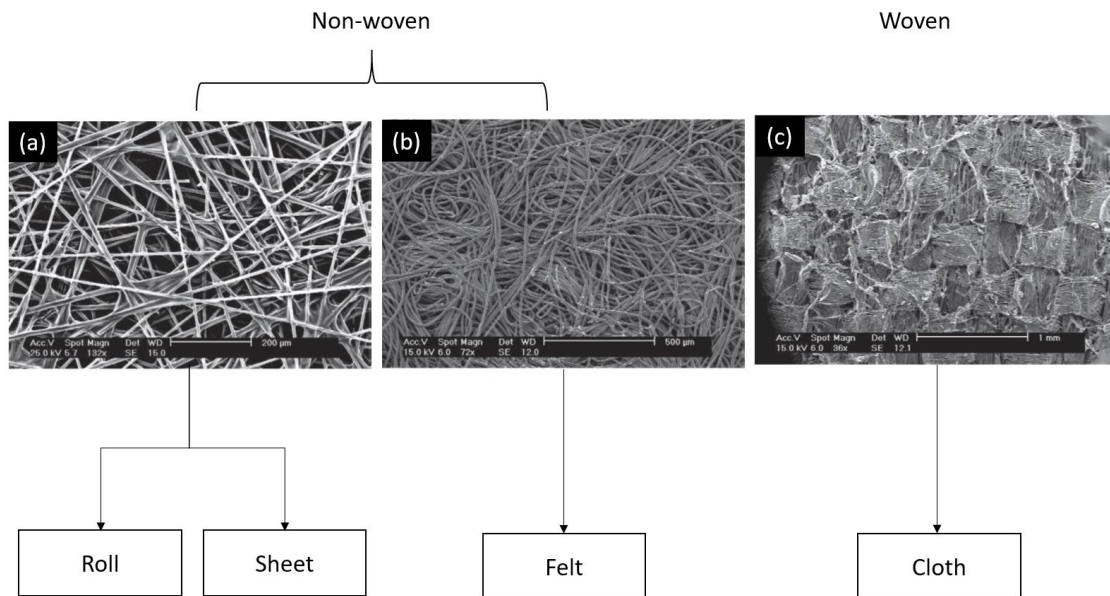 Non-woven
Woven
(a)
(b)
(c)
Acc.V Spot Magn Det WD
200 µm
25.0 kV 5.7 132x SE 15.0
Acc.V Spot Magn Det WD
500 µm
15.0 kV 6.0 72x SE 12.0
Acc.V Spot Magn Det WD
1 mm
15.0 kV 6.0 36x SE 12.1
Roll
Sheet
Felt
Cloth